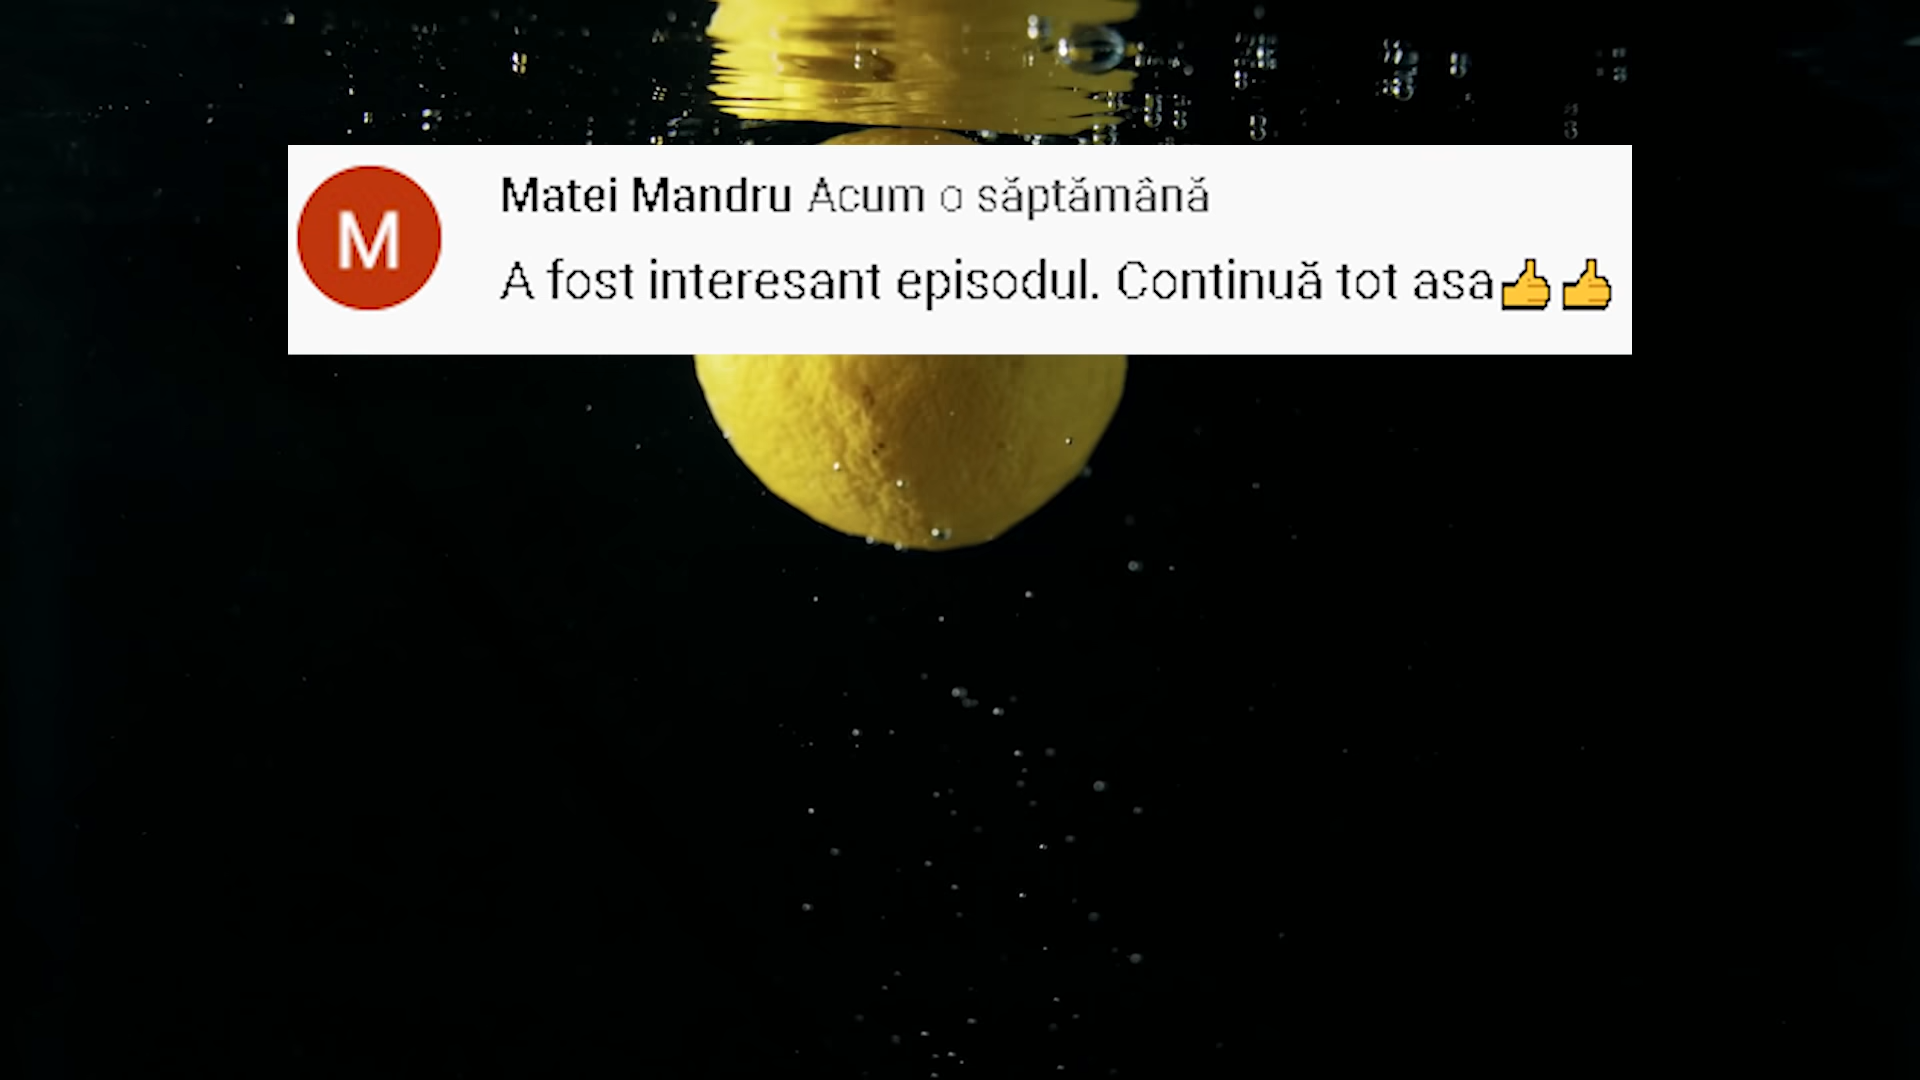 M
Matei Mandru Acum o săptămână
A fost interesant episodul. Continuă tot asa👍👍